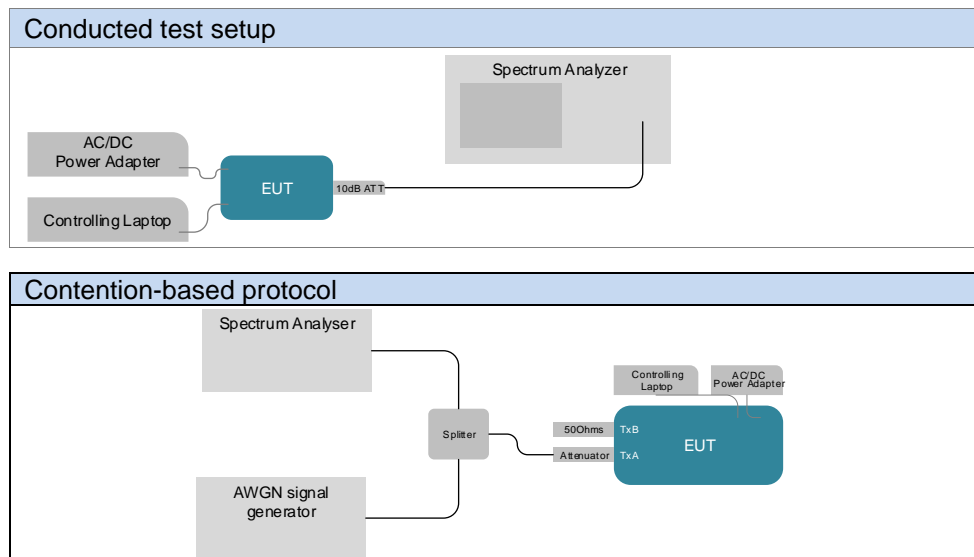 Conducted test setup
Spectrum Analyzer
AC/DC
Power Adapter
EUT
10dB ATT
Controlling Laptop
Contention-based protocol
Spectrum Analyser
Controlling
Laptop
AC/DC
Power Adapter
Splitter
50Ohms
TxB
EUT
Attenuator
TxA
AWGN signal
generator